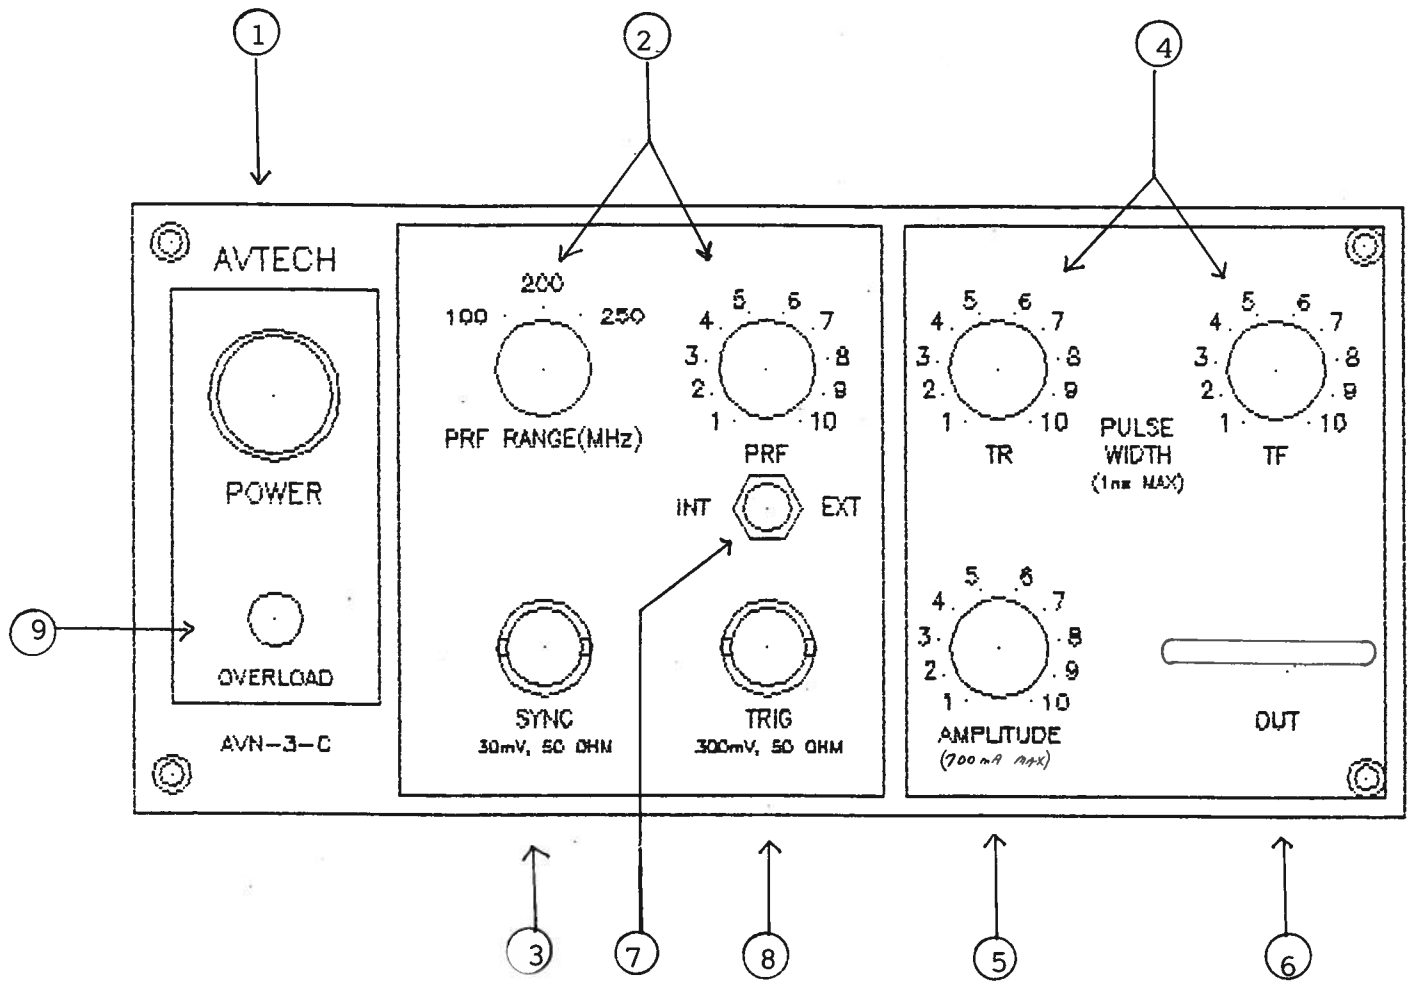 1
2
4
AVTECH
200
100
250
PRF RANGE(MHz)
1 2 3 4 5 6 7 8 9 10
PRF
1 2 3 4 5 6 7 8 9 10
TR
PULSE
WIDTH
(1ns MAX)
1 2 3 4 5 6 7 8 9 10
TF
POWER
INT
EXT
9
OVERLOAD
AVN-3-C
SYNC
30mV, 50 OHM
TRIG
300mV, 50 OHM
1 2 3 4 5 6 7 8 9 10
AMPLITUDE
(700 mA MAX)
OUT
3
7
8
5
6